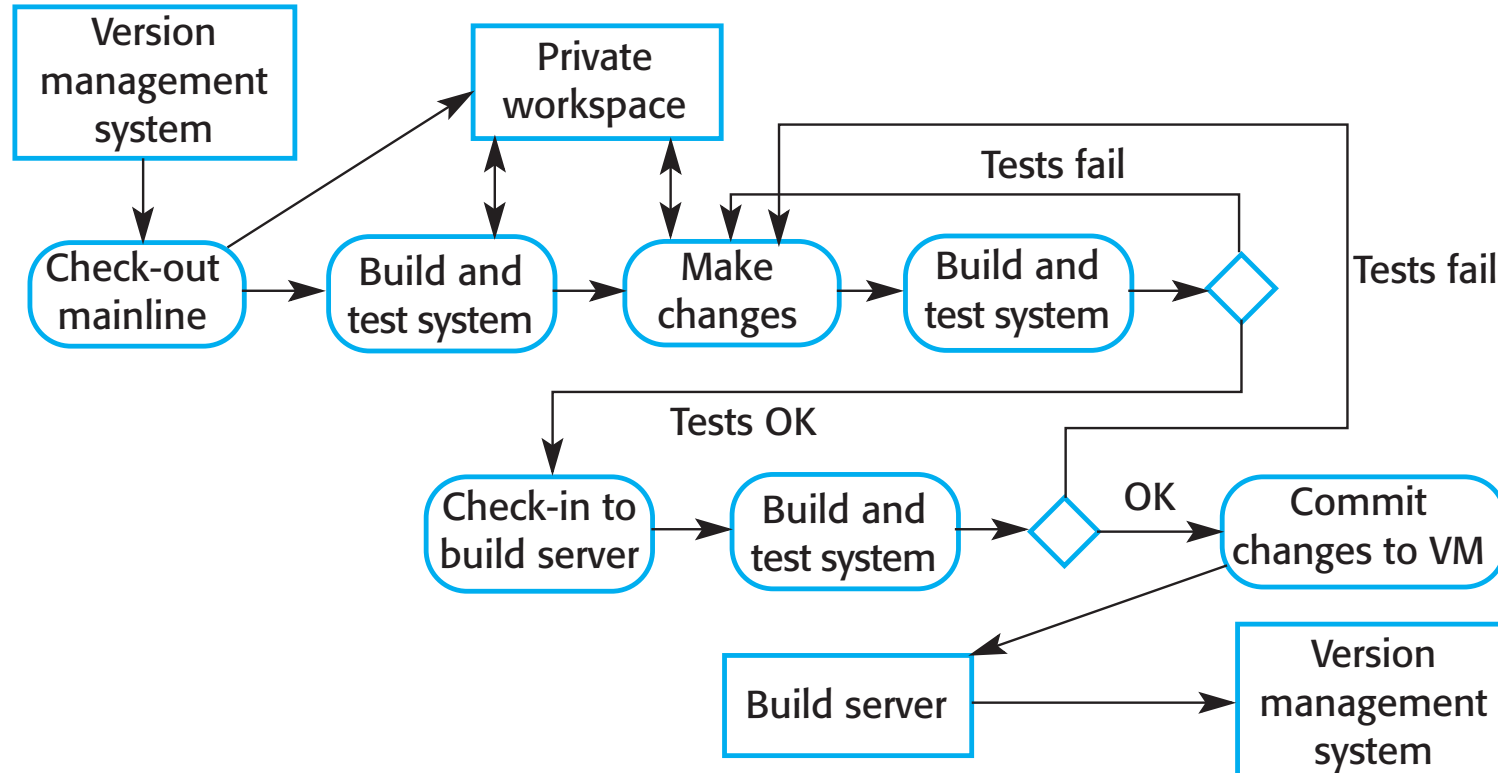 Version
management
system
Private
workspace
Tests fail
Check-out
mainline
Build and
test system
Make
changes
Build and
test system
Tests fail
Tests OK
Check-in to
build server
Build and
test system
OK
Commit
changes to VM
Build server
Version
management
system